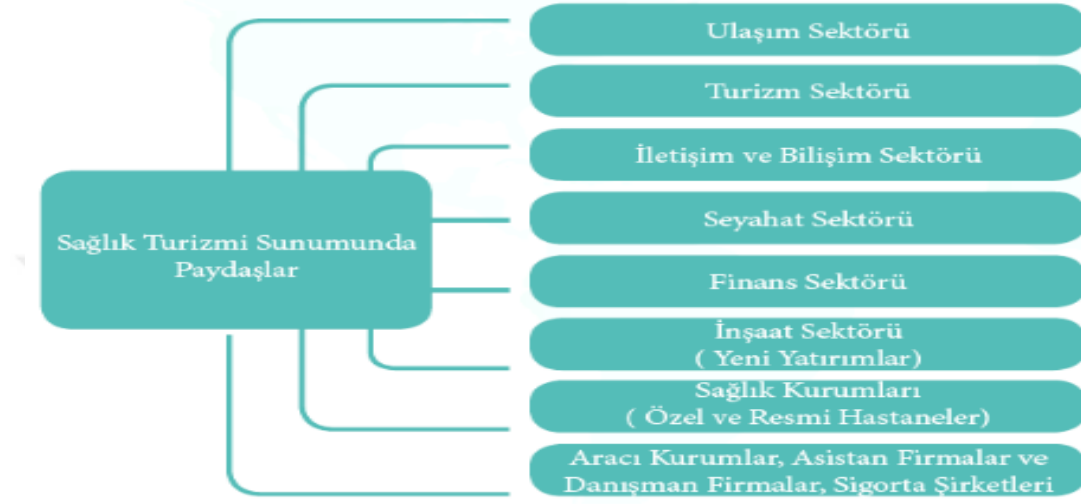 Ulaşım Sektörü
Turizm Sektörü
İletişim ve Bilişim Sektörü
Seyahat Sektörü
Sağlık Turizmi Sunumunda
Paydaşlar
Finans Sektörü
İnşaat Sektörü
( Yeni Yatırımlar)
Sağlık Kurumları
( Özel ve Resmi Hastaneler)
Aracı Kurumlar, Asistan Firmalar ve
Danışman Firmalar, Sigorta Şirketleri